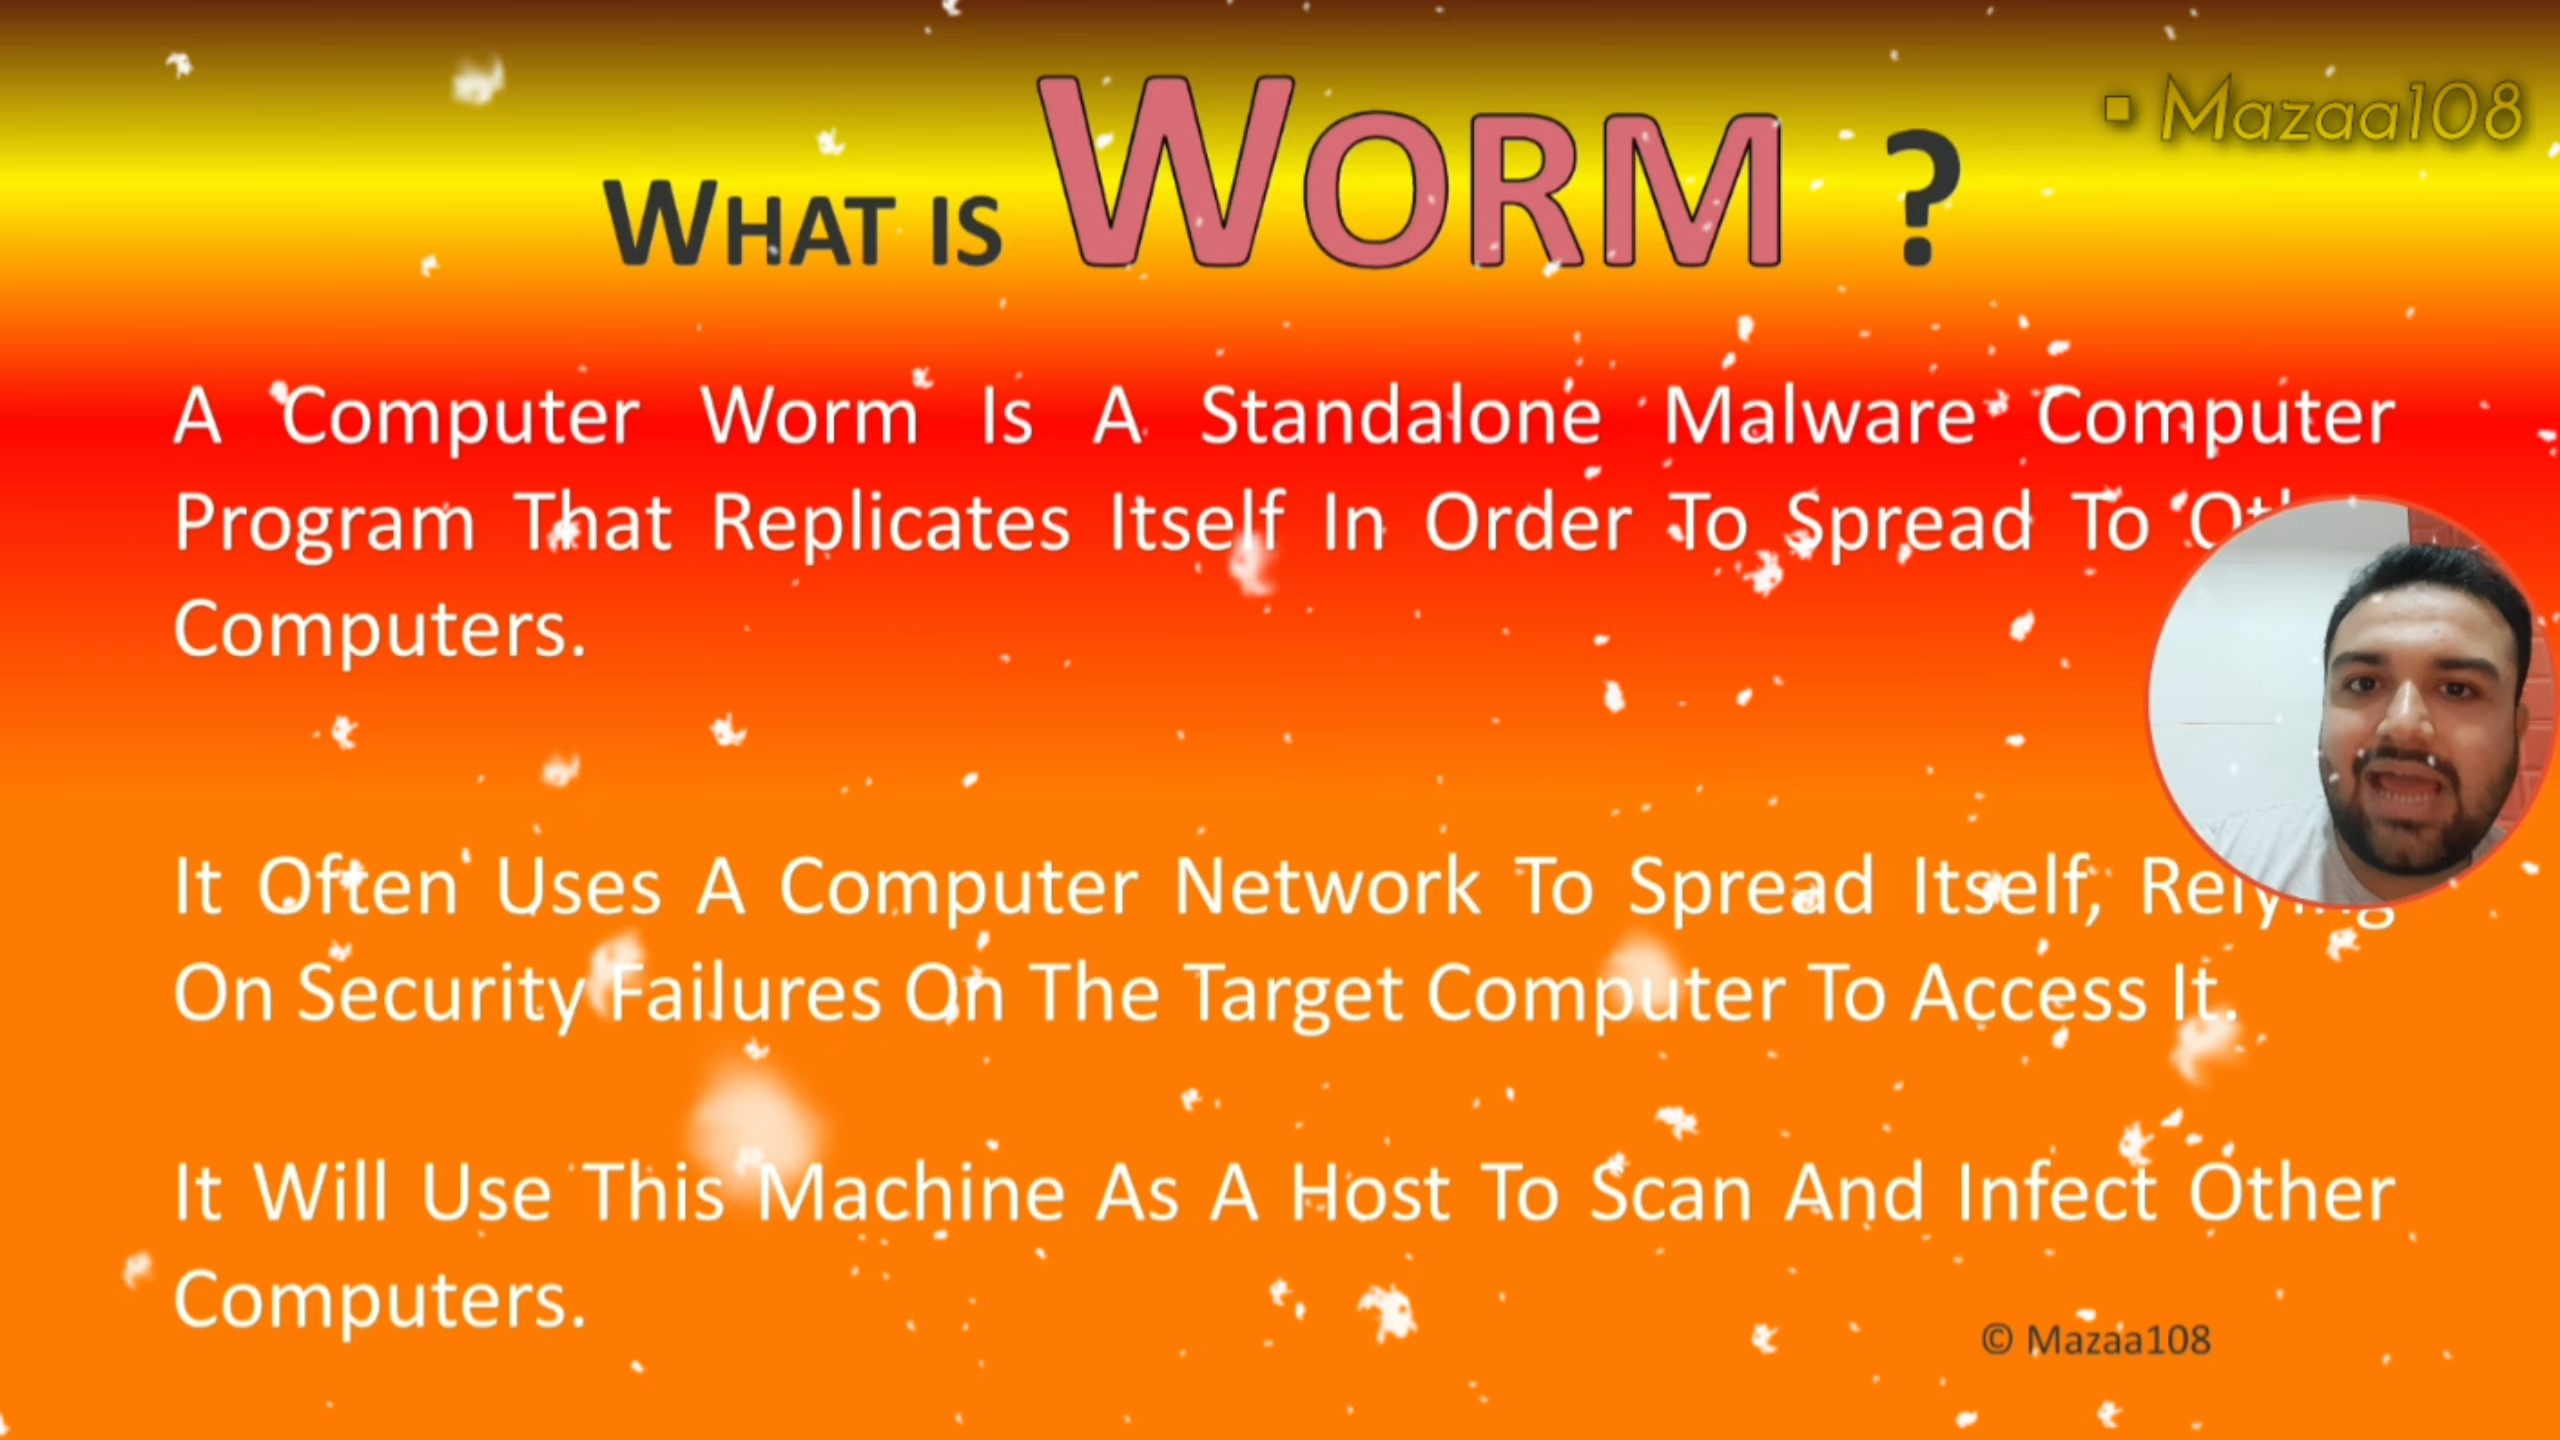 ▪ Mazaa108
WHAT IS WORM ?
A Computer Worm Is A Standalone Malware Computer
Program That Replicates Itself In Order To Spread To
Computers.
It Often Uses A Computer Network To Spread Itself, Relying
On Security Failures On The Target Computer To Access It.
It Will Use This Machine As A Host To Scan And Infect Other
Computers.
© Mazaa108